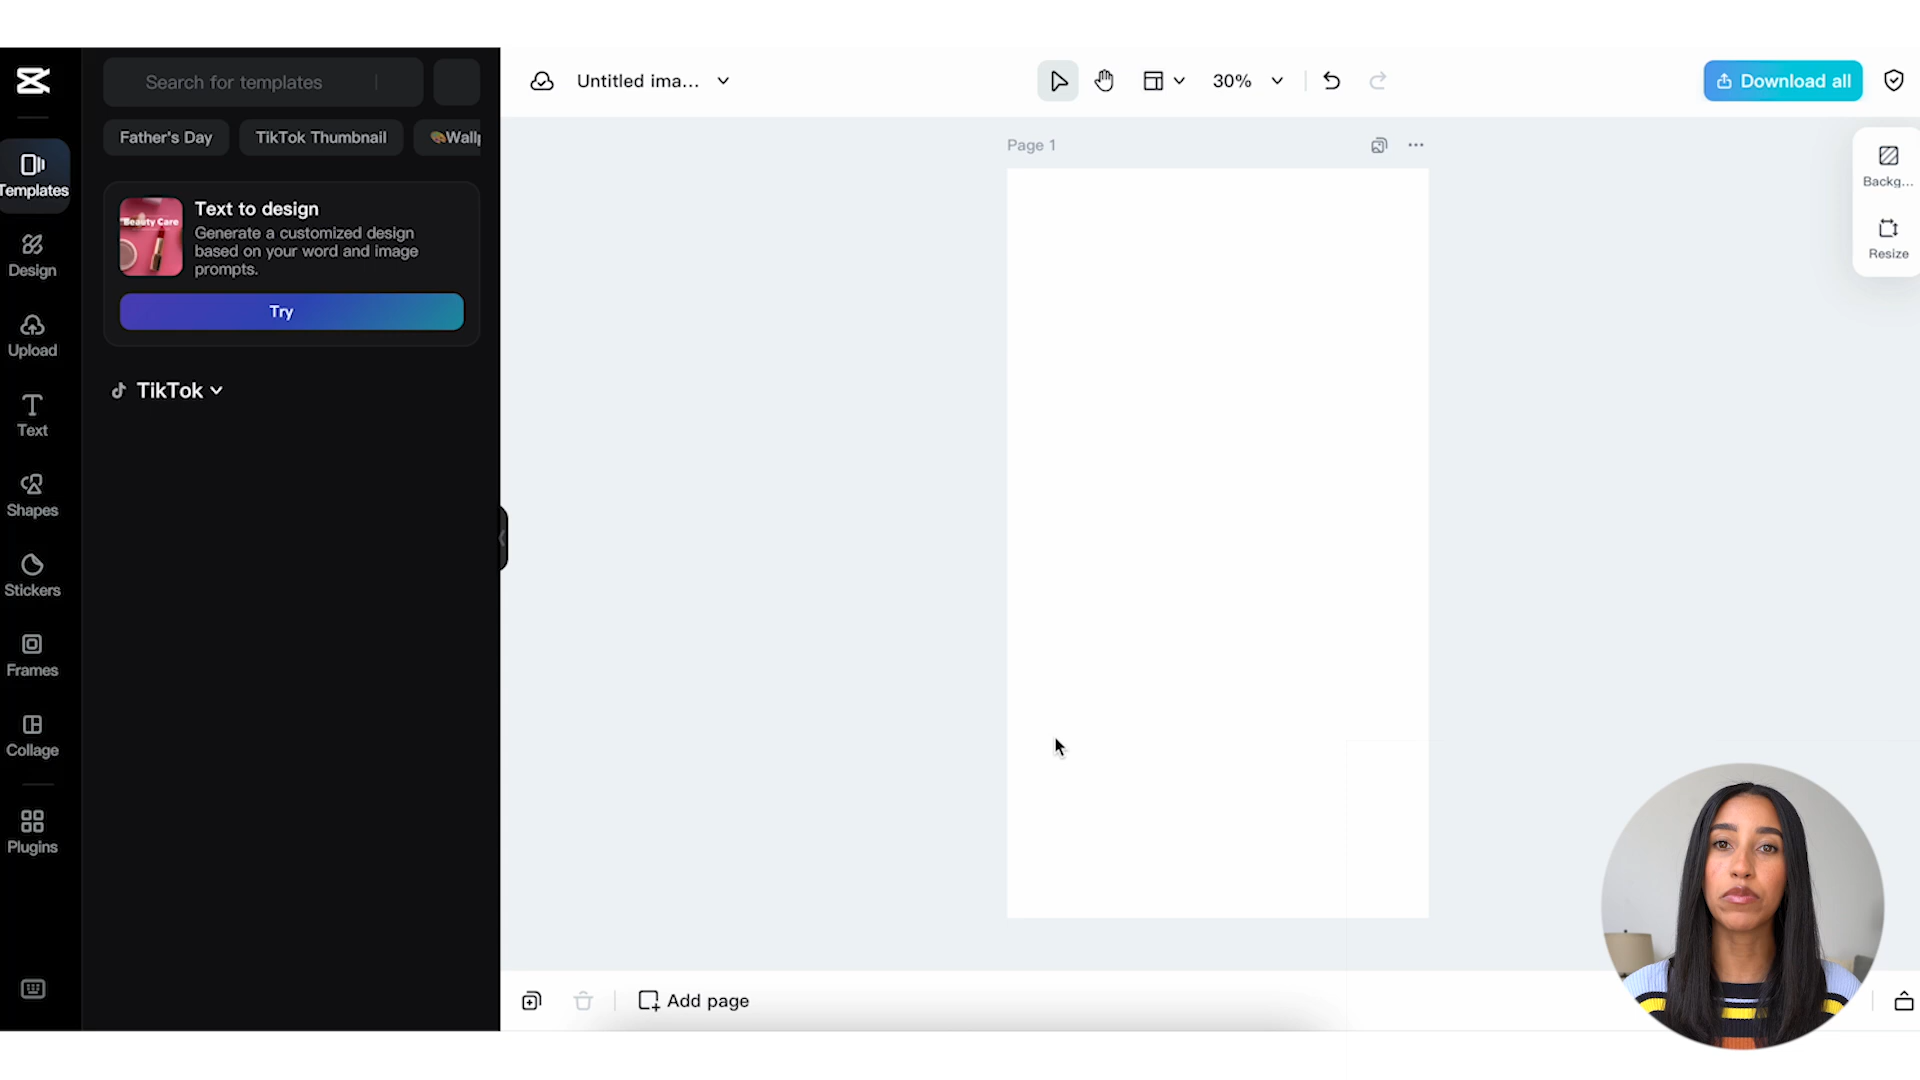 Search for templates
Untitled ima...
30%
Download all
Father's Day
TikTok Thumbnail
Wallp
Page 1
Templates
Backg...
Text to design
Generate a customized design
based on your word and image
prompts.
"Beauty Care
Try
Resize
Design
Upload
TikTok
Text
Shapes
Stickers
Frames
Collage
Plugins
Add page